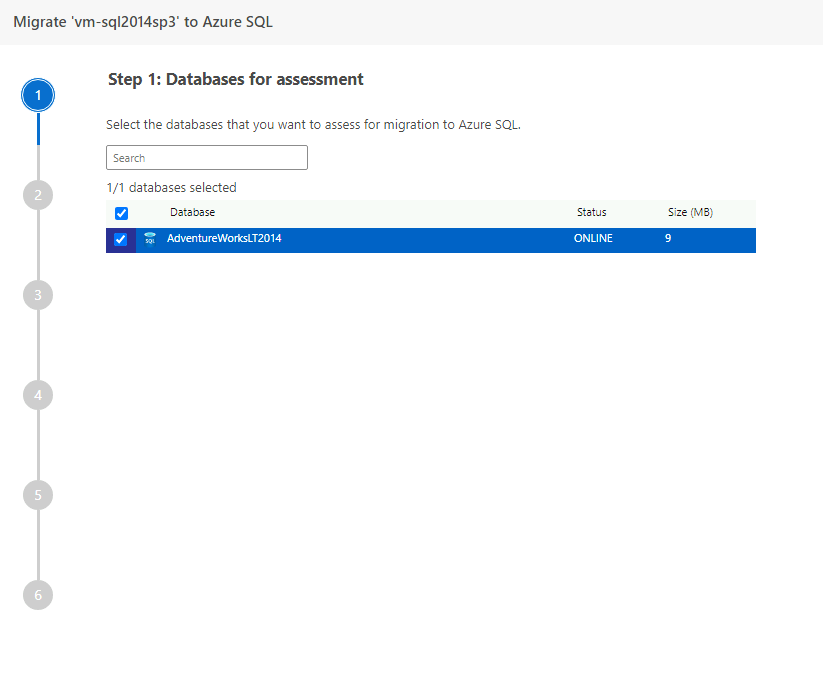 Migrate 'vm-sql2014sp3' to Azure SQL
1
Step 1: Databases for assessment
Select the databases that you want to assess for migration to Azure SQL.
Search
1/1 databases selected
2
Database Status Size (MB)
SQL AdventureWorksLT2014 ONLINE 9
3
4
5
6